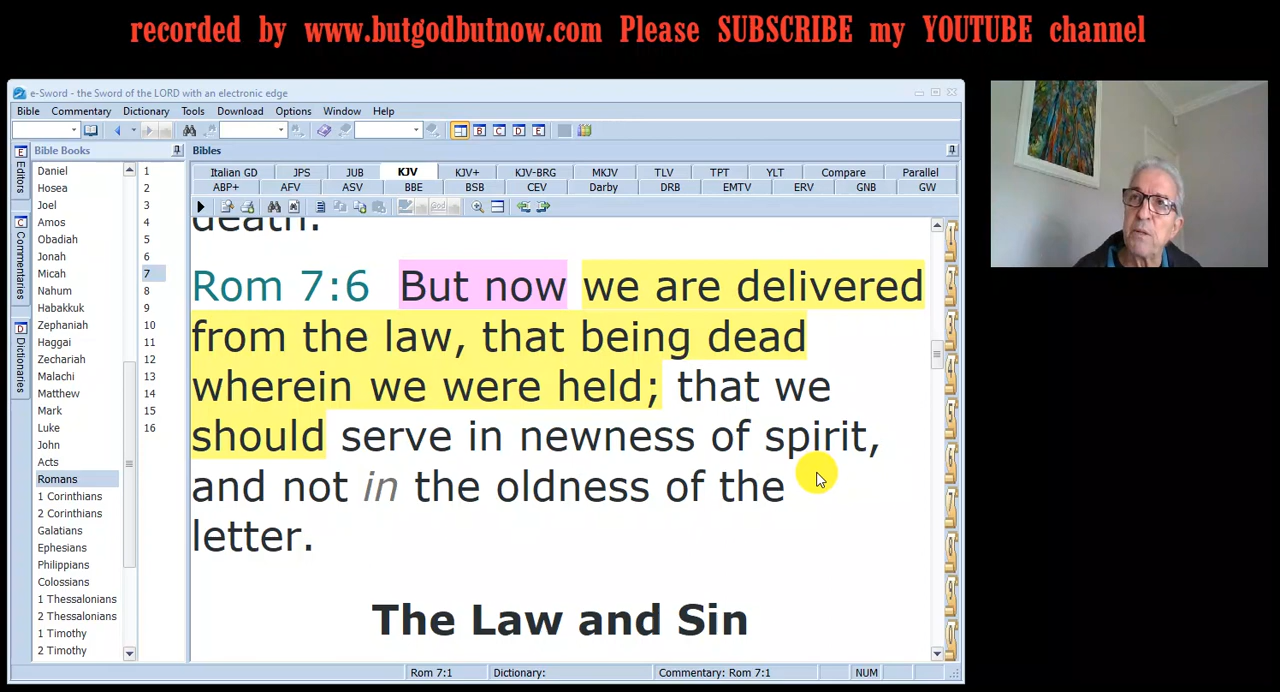 recorded by www.butgodbutnow.com Please SUBSCRIBE my YOUTUBE channel
e-Sword - the Sword of the LORD with an electronic edge
Bible Commentary Dictionary Tools Download Options Window Help
Bible Books
Bibles
Italian GD JPS JUB KJV KJV+ KJV-BRG MKJV TLV TPT YLT Compare Parallel
ABP+ AFV ASV BBE BSB CEV Darby DRB EMTV ERV GNB GW
E Editors
C Commentaries
D Dictionaries
Daniel 1
Hosea 2
Joel 3
Amos 4
Obadiah 5
Jonah 6
Micah 7
Nahum 8
Habakkuk 9
Zephaniah 10
Haggai 11
Zechariah 12
Malachi 13
Matthew 14
Mark 15
Luke 16
John
Acts
Romans
1 Corinthians
2 Corinthians
Galatians
Ephesians
Philippians
Colossians
1 Thessalonians
2 Thessalonians
1 Timothy
2 Timothy
death.
Rom 7:6 But now we are delivered
from the law, that being dead
wherein we were held; that we
should serve in newness of spirit,
and not in the oldness of the
letter.
The Law and Sin
Rom 7:1 Dictionary: Commentary: Rom 7:1 NUM